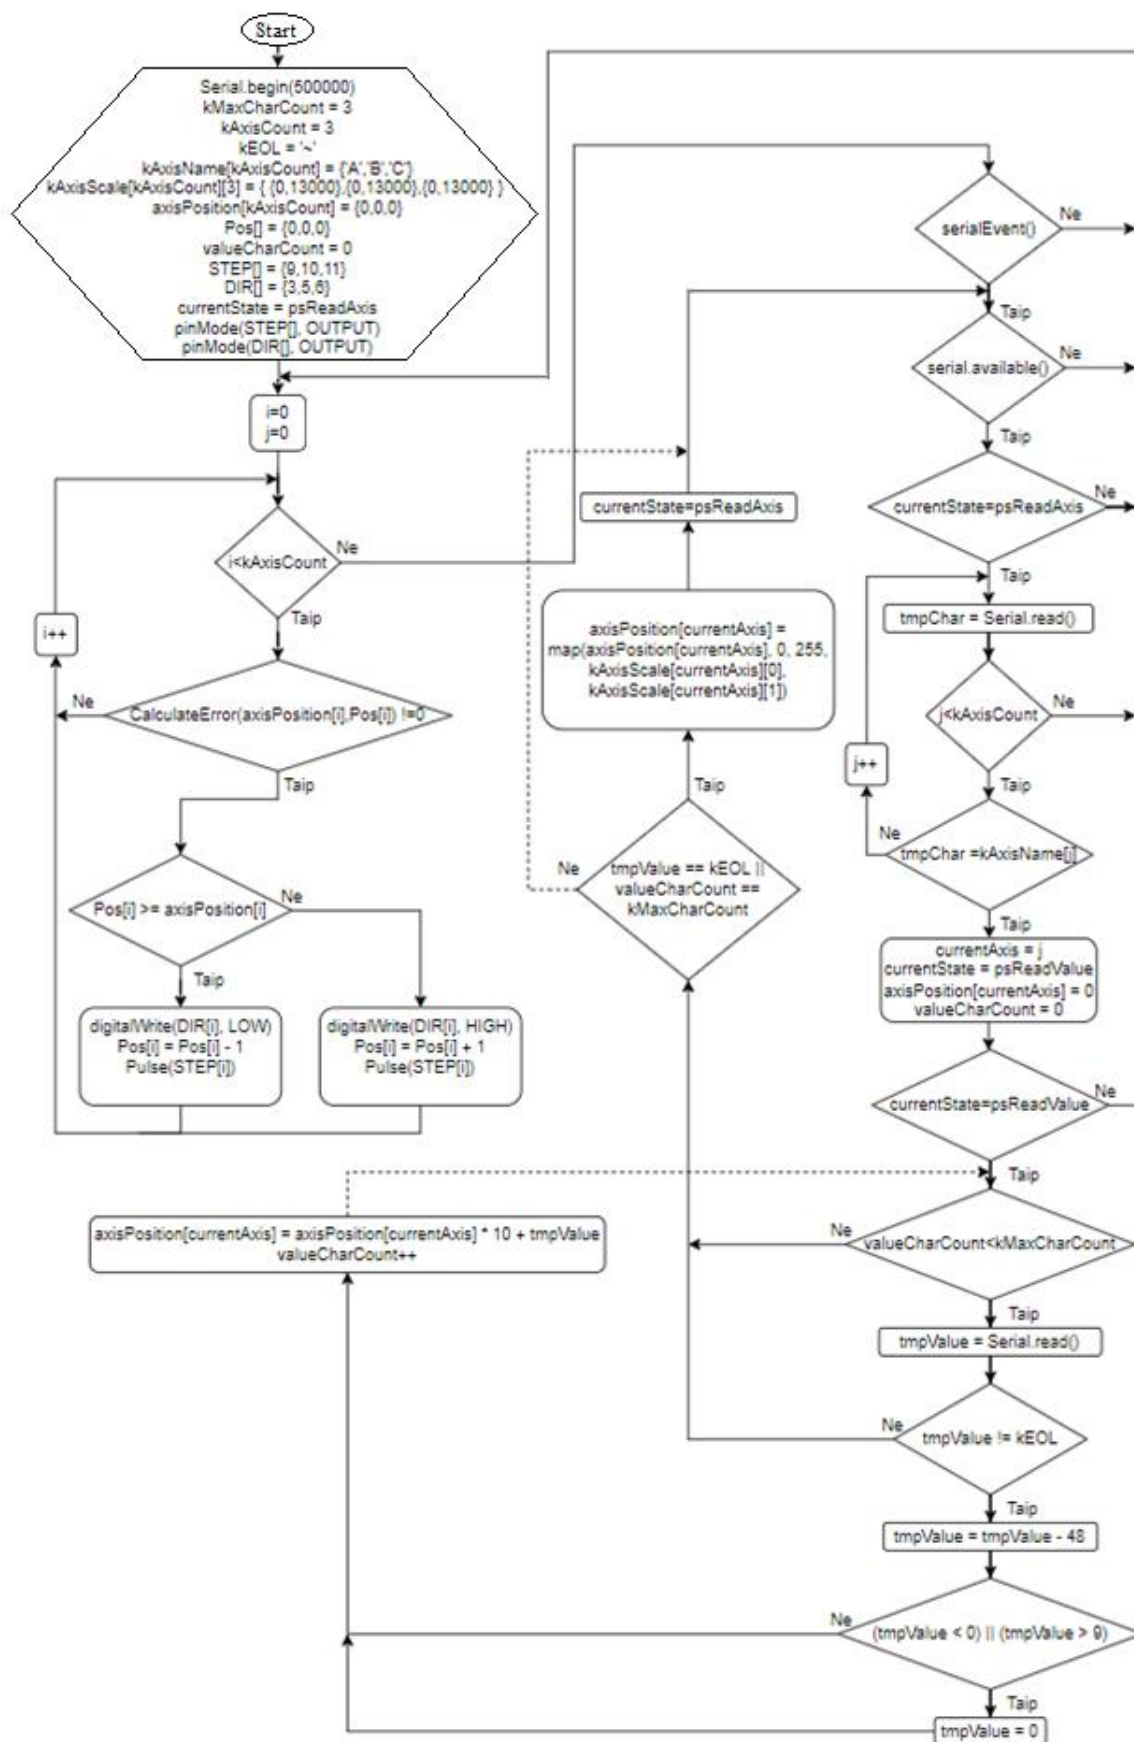 Start
Serial.begin(500000)
kMaxCharCount = 3
kAxisCount = 3
kEOL = '~'
kAxisName[kAxisCount] = {'A','B','C'}
kAxisScale[kAxisCount][3] = { {0,13000},{0,13000},{0,13000} }
axisPosition[kAxisCount] = {0,0,0}
Pos[] = {0,0,0}
valueCharCount = 0
STEP[] = {9,10,11}
DIR[] = {3,5,6}
currentState = psReadAxis
pinMode(STEP[], OUTPUT)
pinMode(DIR[], OUTPUT)
i=0
j=0
i<kAxisCount
Ne
Taip
i++
CalculateError(axisPosition[i],Pos[i]) !=0
Ne
Taip
Pos[i] >= axisPosition[i]
Ne
Taip
digitalWrite(DIR[i], LOW)
Pos[i] = Pos[i] - 1
Pulse(STEP[i])
digitalWrite(DIR[i], HIGH)
Pos[i] = Pos[i] + 1
Pulse(STEP[i])
serialEvent()
Ne
Taip
serial.available()
Ne
Taip
currentState=psReadAxis
Ne
Taip
tmpChar = Serial.read()
j<kAxisCount
Ne
Taip
j++
tmpChar =kAxisName[j]
Ne
Taip
currentAxis = j
currentState = psReadValue
axisPosition[currentAxis] = 0
valueCharCount = 0
currentState=psReadValue
Ne
Taip
valueCharCount<kMaxCharCount
Ne
Taip
tmpValue = Serial.read()
tmpValue != kEOL
Ne
Taip
tmpValue = tmpValue - 48
(tmpValue < 0) || (tmpValue > 9)
Ne
Taip
tmpValue = 0
axisPosition[currentAxis] = axisPosition[currentAxis] * 10 + tmpValue
valueCharCount++
tmpValue == kEOL ||
valueCharCount ==
kMaxCharCount
Ne
Taip
axisPosition[currentAxis] =
map(axisPosition[currentAxis], 0, 255,
kAxisScale[currentAxis][0],
kAxisScale[currentAxis][1])
currentState=psReadAxis